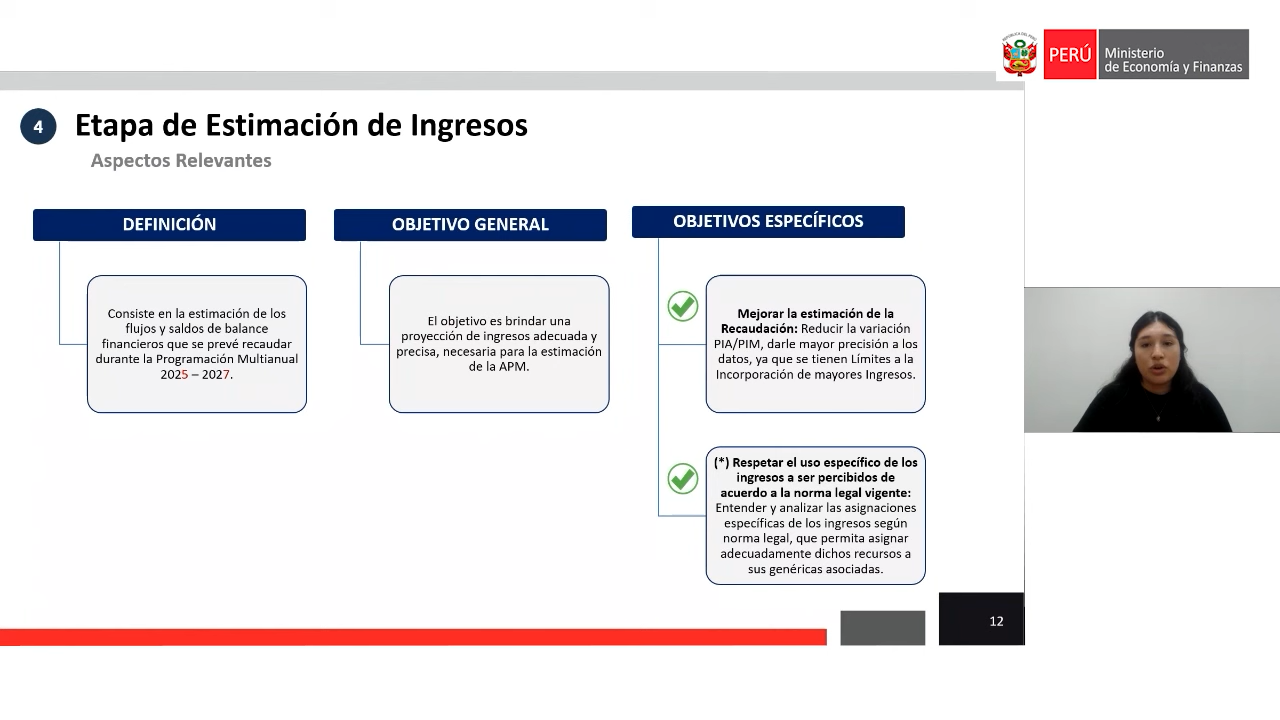 REPÚBLICA DEL PERÚ
PERÚ
Ministerio
de Economía y Finanzas
4
Etapa de Estimación de Ingresos
Aspectos Relevantes
DEFINICIÓN
Consiste en la estimación de los
flujos y saldos de balance
financieros que se prevé recaudar
durante la Programación Multianual
2025 – 2027.
OBJETIVO GENERAL
El objetivo es brindar una
proyección de ingresos adecuada y
precisa, necesaria para la estimación
de la APM.
OBJETIVOS ESPECÍFICOS
Mejorar la estimación de la
Recaudación: Reducir la variación
PIA/PIM, darle mayor precisión a los
datos, ya que se tienen Límites a la
Incorporación de mayores Ingresos.
(*) Respetar el uso específico de los
ingresos a ser percibidos de
acuerdo a la norma legal vigente:
Entender y analizar las asignaciones
específicas de los ingresos según
norma legal, que permita asignar
adecuadamente dichos recursos a
sus genéricas asociadas.
12